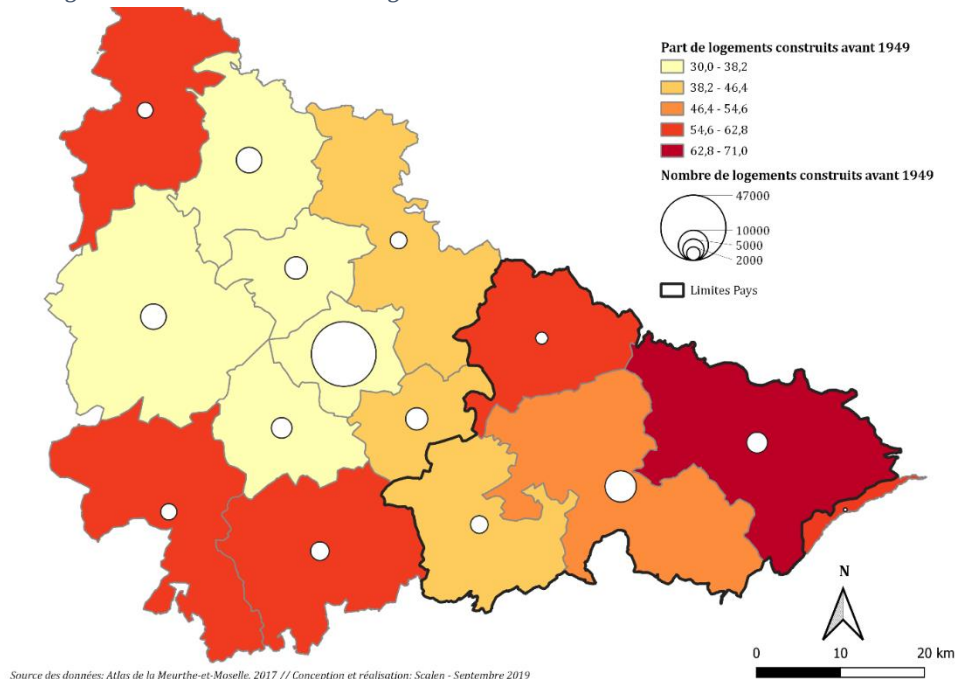 Part de logements construits avant 1949
30,0 - 38,2
38,2 - 46,4
46,4 - 54,6
54,6 - 62,8
62,8 - 71,0
Nombre de logements construits avant 1949
47000
10000
5000
2000
Limites Pays
N
0 10 20 km
Source des données: Atlas de la Meurthe-et-Moselle, 2017 // Conception et réalisation: Scalen - Septembre 2019